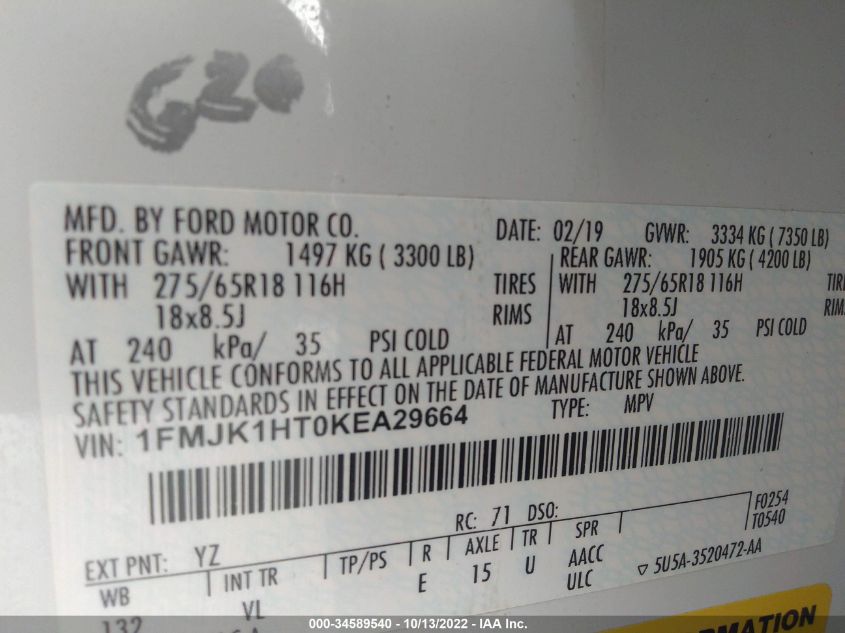 G20
MFD. BY FORD MOTOR CO. DATE: 02/19 GVWR: 3334 KG ( 7350 LB)
FRONT GAWR: 1497 KG ( 3300 LB) REAR GAWR: 1905 KG ( 4200 LB)
WITH 275/65R18 116H TIRES WITH 275/65R18 116H
18x8.5J RIMS 18x8.5J
AT 240 kPa/ 35 PSI COLD AT 240 kPa/ 35 PSI COLD
THIS VEHICLE CONFORMS TO ALL APPLICABLE FEDERAL MOTOR VEHICLE
SAFETY STANDARDS IN EFFECT ON THE DATE OF MANUFACTURE SHOWN ABOVE.
VIN: 1FMJK1HT0KEA29664 TYPE: MPV
F0254
RC: 71 DSO: T0540
EXT PNT: YZ
WB INT TR TP/PS R AXLE TR SPR
132 VL E 15 U AACC
ULC
▽ 5U5A-3520472-AA
000-34589540 - 10/13/2022 - IAA Inc.